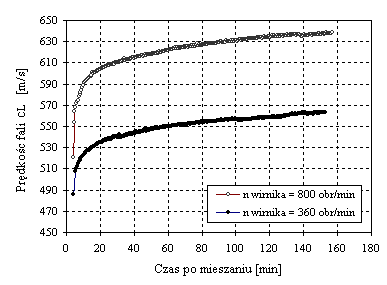 650
630
610
590
570
550
530
510
490
470
450
Prędkość fali cL [m/s]
n wirnika = 800 obr/min
n wirnika = 360 obr/min
0 20 40 60 80 100 120 140 160 180
Czas po mieszaniu [min]